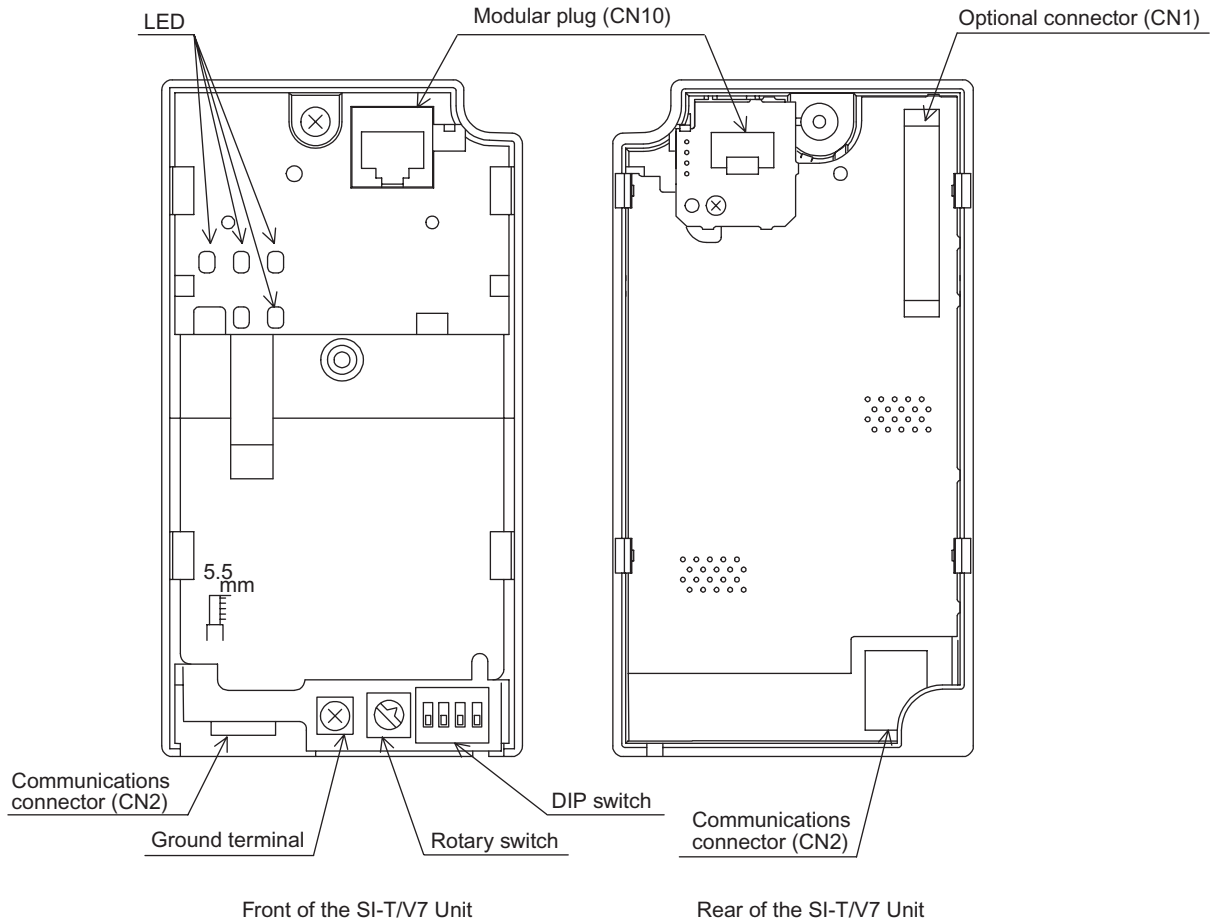 LED
Modular plug (CN10)
Optional connector (CN1)
5.5
mm
Communications
connector (CN2)
Ground terminal
Rotary switch
DIP switch
Communications
connector (CN2)
Front of the SI-T/V7 Unit
Rear of the SI-T/V7 Unit